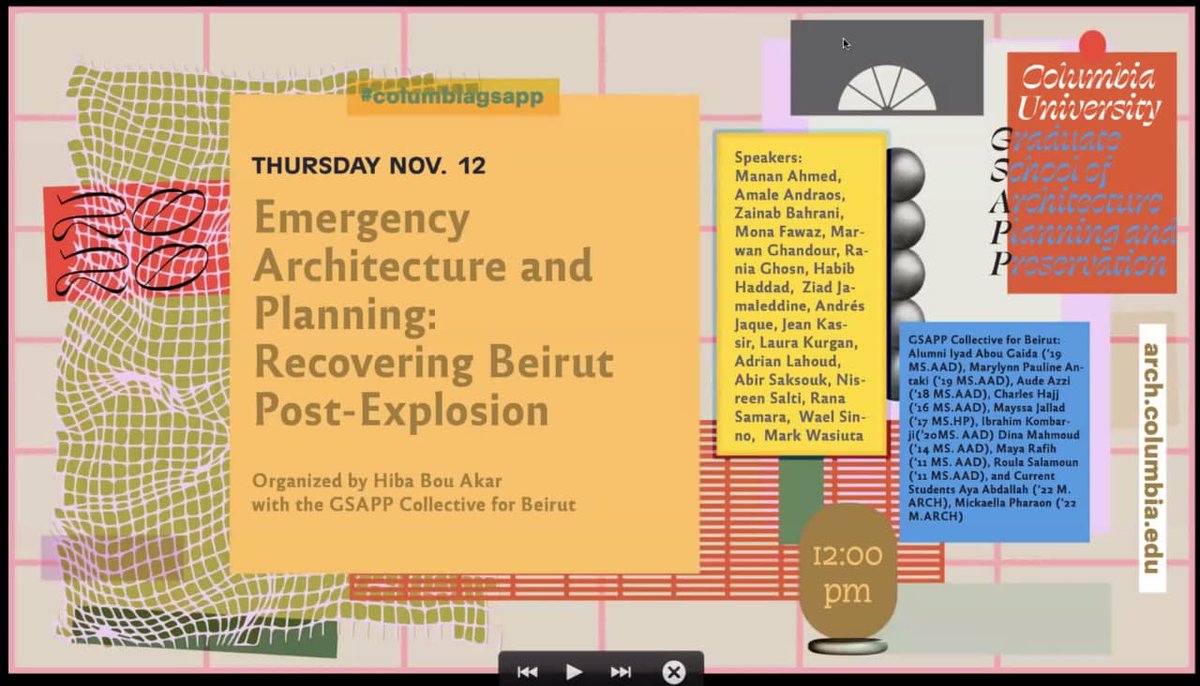 #columbiagsapp
THURSDAY NOV. 12
Emergency
Architecture and
Planning:
Recovering Beirut
Post-Explosion
Organized by Hiba Bou Akar
with the GSAPP Collective for Beirut
Speakers:
Manan Ahmed,
Amale Andraos,
Zainab Bahrani,
Mona Fawaz, Mar-
wan Ghandour, Ra-
nia Ghosn, Habib
Haddad, Ziad Ja-
maleddine, Andrés
Jaque, Jean Kas-
sir, Laura Kurgan,
Adrian Lahoud,
Abir Saksouk, Nis-
reen Salti, Rana
Samara, Wael Sin-
no, Mark Wasiuta
12:00
pm
Columbia
University
Graduate
School of
Architecture
Planning and
Preservation
GSAPP Collective for Beirut:
Alumni Iyad Abou Gaida ('19
MS.AAD), Marylynn Pauline An-
taki ('19 MS.AAD), Aude Azzi
('18 MS.AAD), Charles Hajj
('16 MS.AAD), Mayssa Jallad
('17 MS.HP), Ibrahim Kombar-
ji('20MS. AAD) Dina Mahmoud
('14 MS. AAD), Maya Rafih
('11 MS. AAD), Roula Salamoun
('11 MS.AAD), and Current
Students Aya Abdallah ('22 M.
ARCH), Mickaella Pharaon ('22
M.ARCH)
arch.columbia.edu